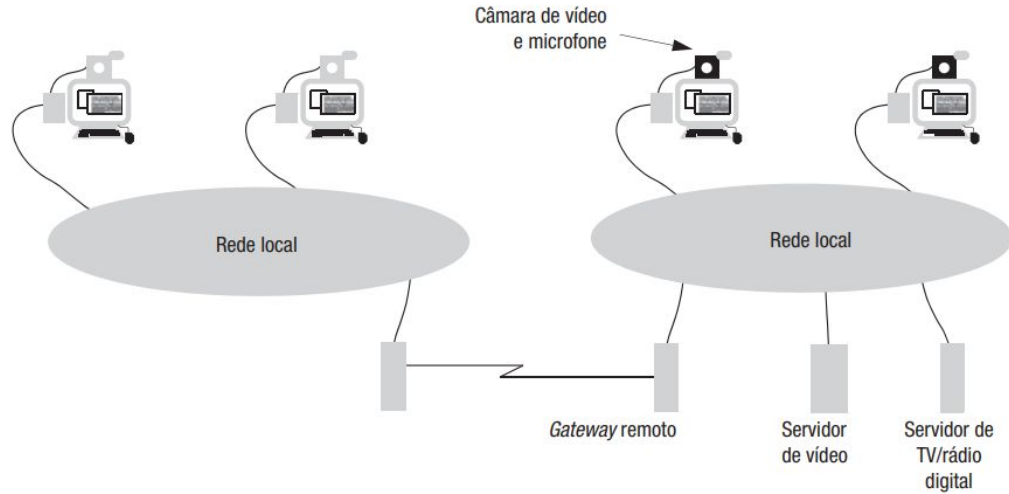 Câmara de vídeo
e microfone
Rede local
Rede local
Gateway remoto
Servidor
de vídeo
Servidor de
TV/rádio
digital